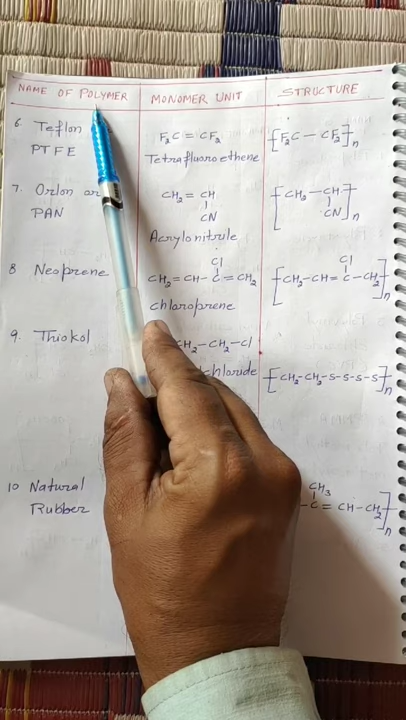 NAME OF POLYMER MONOMER UNIT STRUCTURE
6. Teflon F₂C = CF₂ [F₂C — CF₂]ₙ
PTFE Tetrafluoroethene
7. Orlon or CH₂ = CH [CH₂ — CH]ₙ
PAN CN CN
Acrylonitrile
Cl Cl
8 Neoprene CH₂=CH-C=CH₂ [CH₂-CH=C-CH₂]ₙ
chloroprene
9. Thiokol CH₂-CH₂-Cl
chloride [CH₂-CH₂-S-S-S-S]ₙ
10 Natural CH₃
Rubber -C=CH-CH₂]ₙ